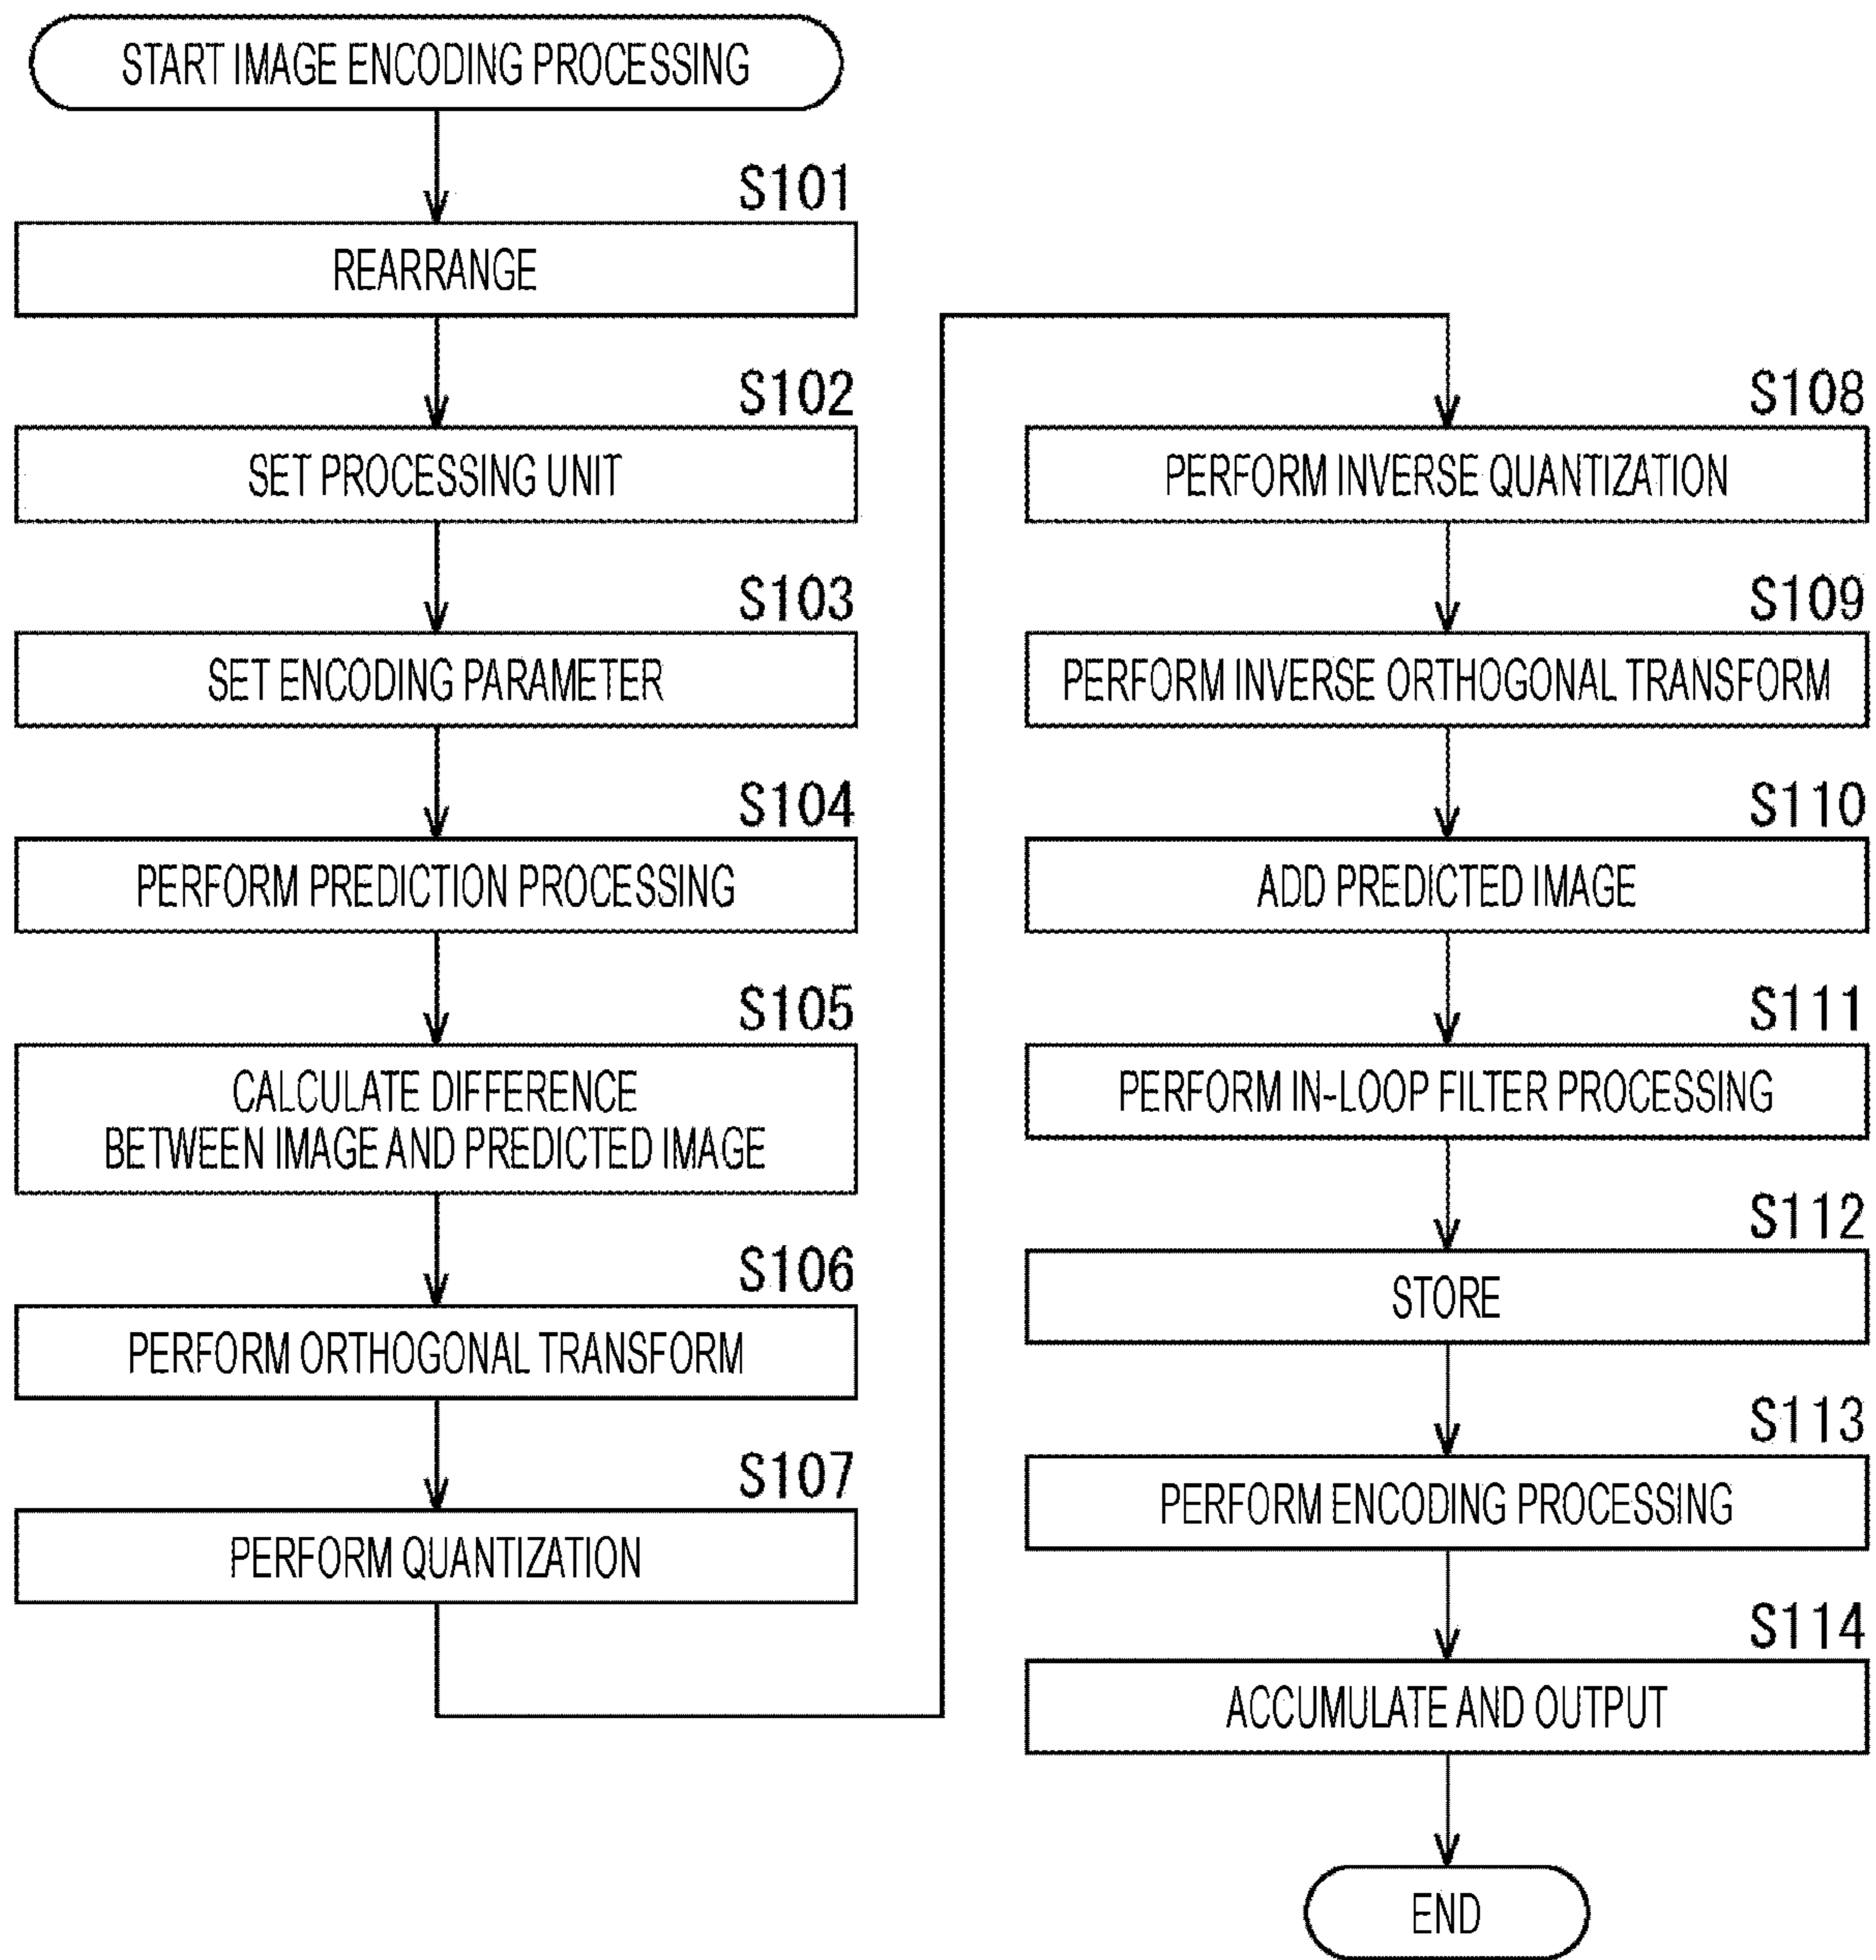 START IMAGE ENCODING PROCESSING
S101
REARRANGE
S102
SET PROCESSING UNIT
S103
SET ENCODING PARAMETER
S104
PERFORM PREDICTION PROCESSING
S105
CALCULATE DIFFERENCE
BETWEEN IMAGE AND PREDICTED IMAGE
S106
PERFORM ORTHOGONAL TRANSFORM
S107
PERFORM QUANTIZATION
S108
PERFORM INVERSE QUANTIZATION
S109
PERFORM INVERSE ORTHOGONAL TRANSFORM
S110
ADD PREDICTED IMAGE
S111
PERFORM IN-LOOP FILTER PROCESSING
S112
STORE
S113
PERFORM ENCODING PROCESSING
S114
ACCUMULATE AND OUTPUT
END